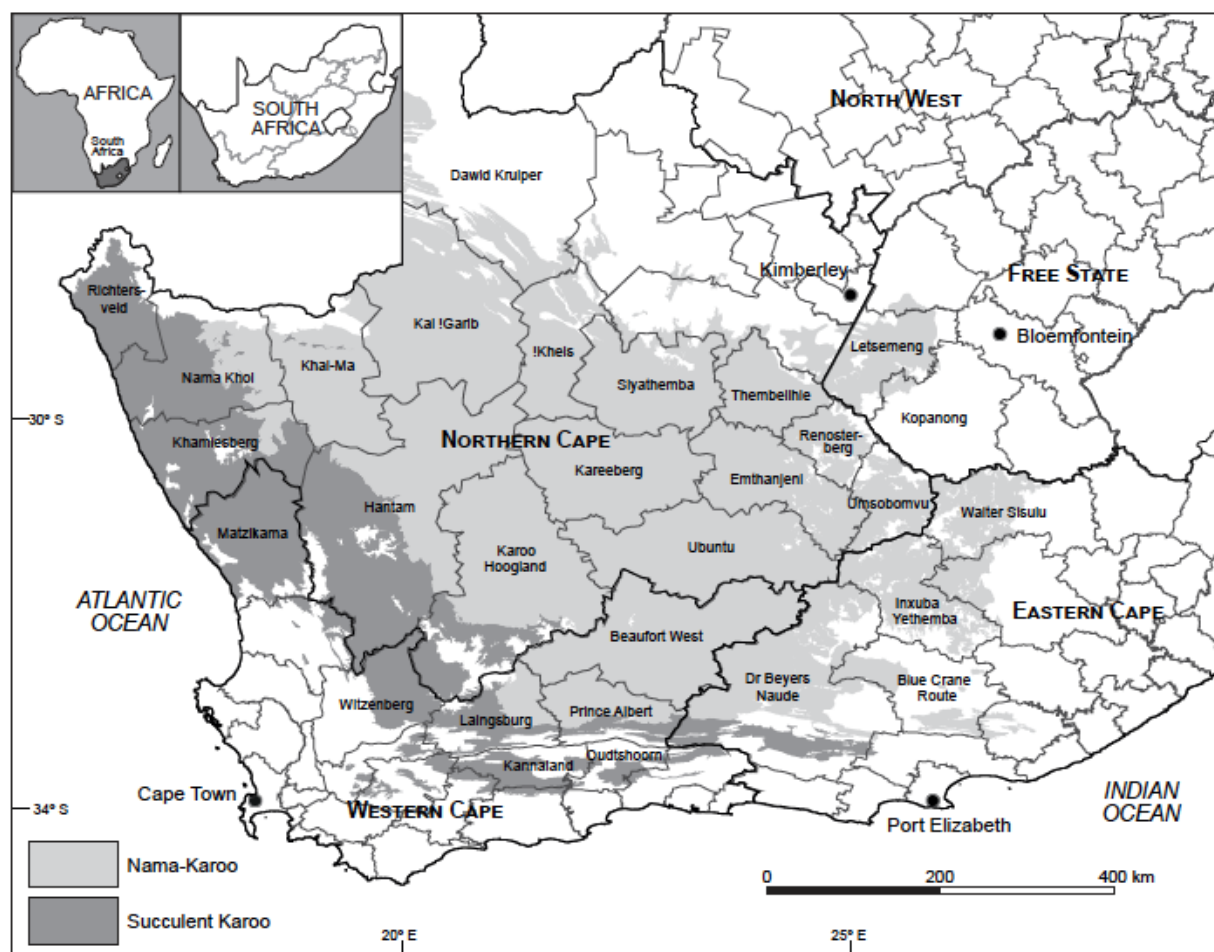 AFRICA
South
Africa
SOUTH
AFRICA
NORTH WEST
Dawid Kruiper
Kimberley
FREE STATE
Richters-
veld
Kai !Garib
Bloemfontein
!Kheis
Letsemeng
Khai-Ma
Nama Khoi
Siyathemba
Thembelihle
30° S
Kopanong
Khamiesberg
NORTHERN CAPE
Renoster-
berg
Kareeberg
Emthanjeni
Hantam
Umsobomvu
Walter Sisulu
Matzikama
Karoo
Hoogland
Ubuntu
ATLANTIC
OCEAN
Inxuba
Yethemba
EASTERN CAPE
Beaufort West
Dr Beyers
Naude
Blue Crane
Route
Witzenberg
Laingsburg
Prince Albert
Oudtshoorn
Kannaland
Cape Town
34° S
WESTERN CAPE
INDIAN
OCEAN
Port Elizabeth
Nama-Karoo
0 200 400 km
Succulent Karoo
20° E 25° E